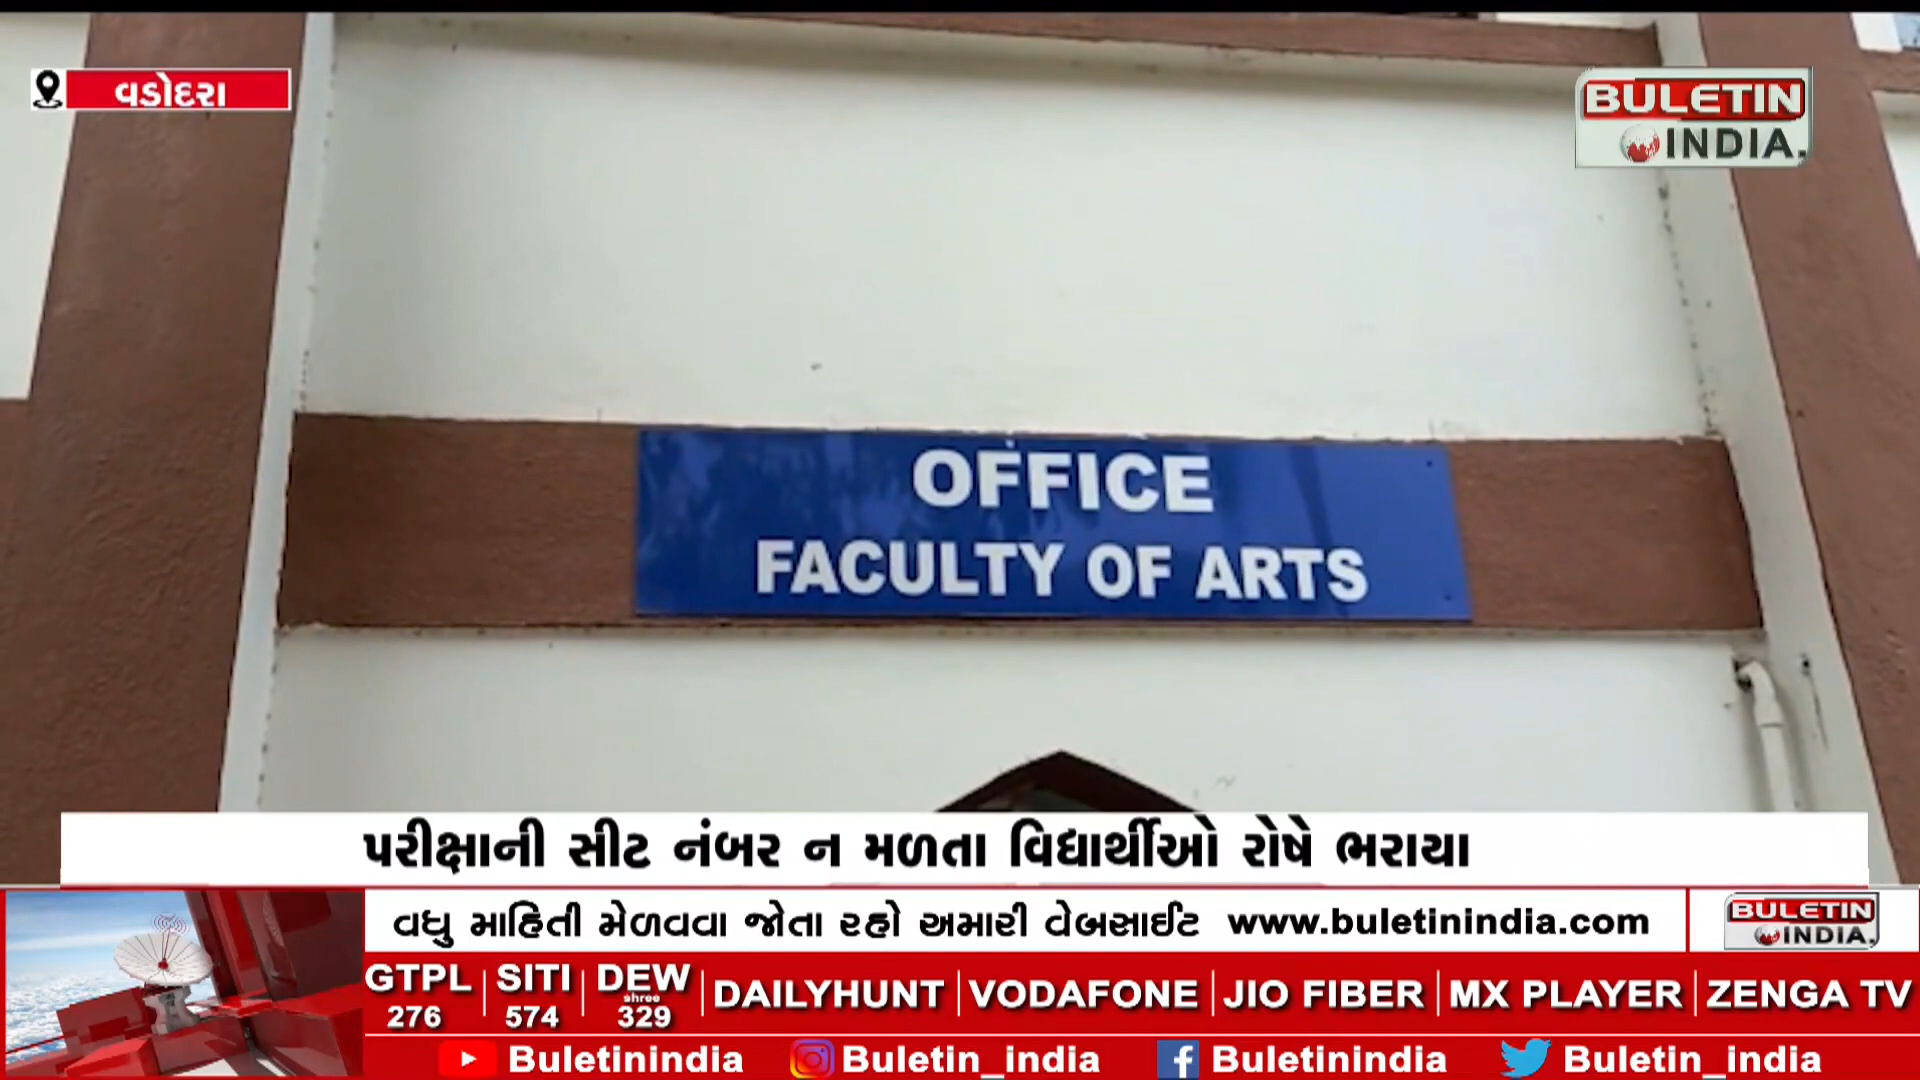 વડોદરા
BULETIN
INDIA.
OFFICE
FACULTY OF ARTS
પરીક્ષાની સીટ નંબર ન મળતા વિદ્યાર્થીઓ રોષે ભરાયા
વધુ માહિતી મેળવવા જોતા રહો અમારી વેબસાઈટ www.buletinindia.com
BULETIN
INDIA.
GTPL 276 | SITI 574 | DEW shree 329 | DAILYHUNT | VODAFONE | JIO FIBER | MX PLAYER | ZENGA TV
Buletinindia Buletin_india Buletinindia Buletin_india